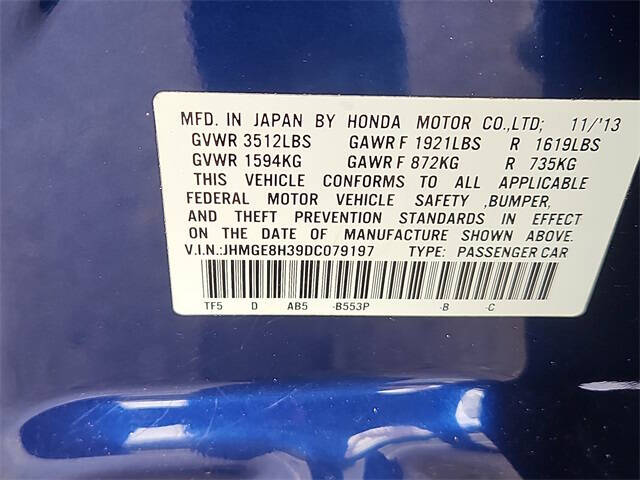 MFD. IN JAPAN BY HONDA MOTOR CO.,LTD; 11/'13
GVWR 3512LBS GAWR F 1921LBS R 1619LBS
GVWR 1594KG GAWR F 872KG R 735KG
THIS VEHICLE CONFORMS TO ALL APPLICABLE
FEDERAL MOTOR VEHICLE SAFETY ,BUMPER,
AND THEFT PREVENTION STANDARDS IN EFFECT
ON THE DATE OF MANUFACTURE SHOWN ABOVE.
V.I.N.:JHMGE8H39DC079197 TYPE: PASSENGER CAR
TF5 D AB5 -B553P -B -C